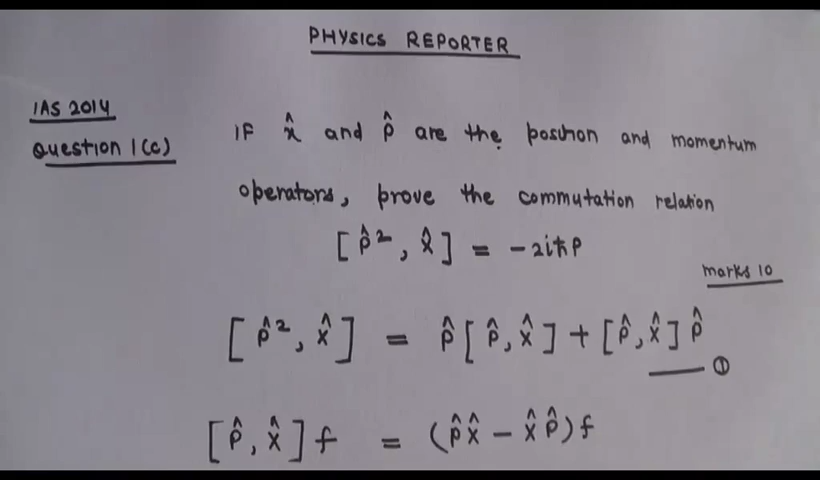 PHYSICS REPORTER
IAS 2014
Question 1(c)
IF x̂ and p̂ are the position and momentum
operators, prove the commutation relation
[p̂², x̂] = -2iħp
marks 10
[p̂², x̂] = p̂[p̂, x̂] + [p̂, x̂]p̂
①
[p̂, x̂]f = (p̂x̂ - x̂p̂)f